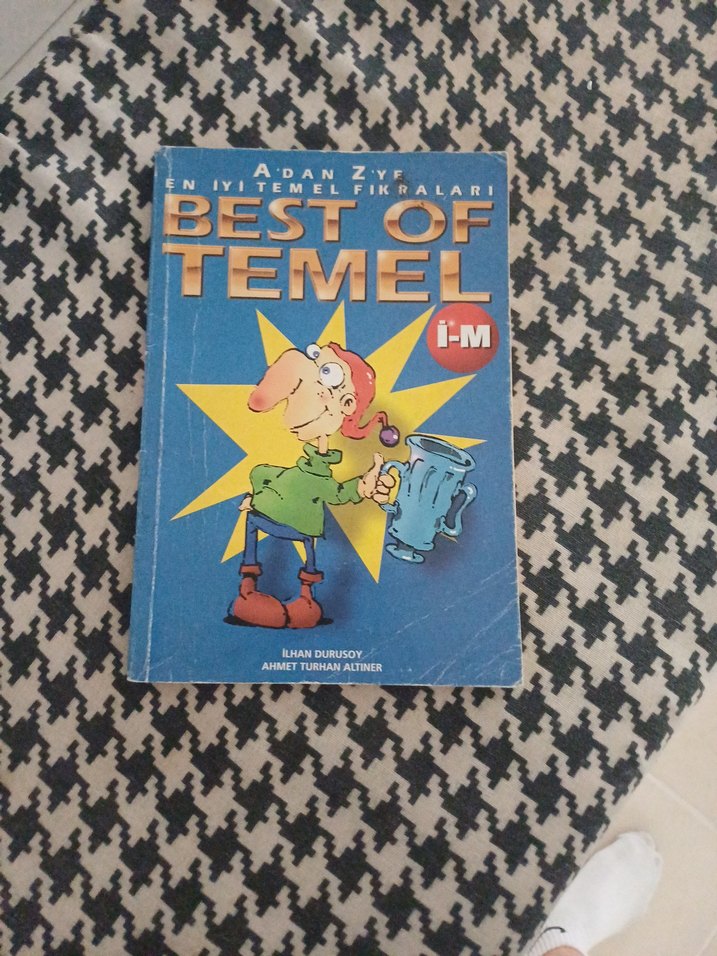 A'DAN Z'YE
EN İYİ TEMEL FIKRALARI
BEST OF
TEMEL
İ-M
İLHAN DURUSOY
AHMET TURHAN ALTINER